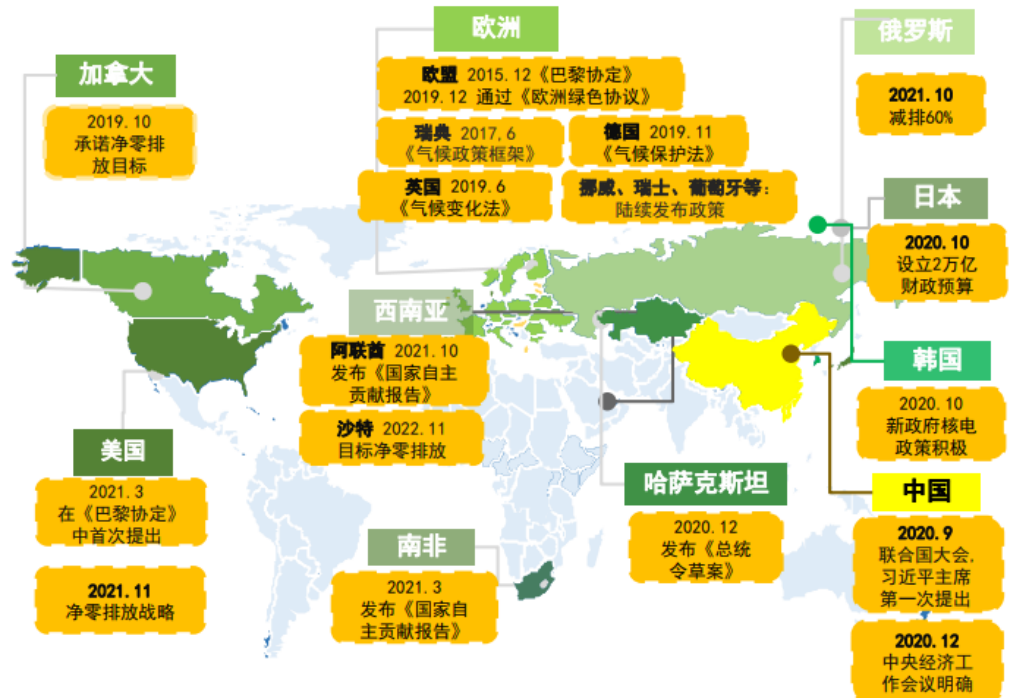 欧洲
欧盟 2015.12《巴黎协定》
2019.12 通过《欧洲绿色协议》
瑞典 2017,6
《气候政策框架》
德国 2019.11
《气候保护法》
英国 2019.6
《气候变化法》
挪威、瑞士、葡萄牙等:
陆续发布政策
俄罗斯
2021.10
减排60%
加拿大
2019.10
承诺净零排
放目标
日本
2020.10
设立2万亿
财政预算
西南亚
阿联酋 2021.10
发布《国家自主
贡献报告》
沙特 2022.11
目标净零排放
韩国
2020.10
新政府核电
政策积极
美国
2021.3
在《巴黎协定》
中首次提出
2021.11
净零排放战略
哈萨克斯坦
2020.12
发布《总统
令草案》
中国
2020.9
联合国大会,
习近平主席
第一次提出
2020.12
中央经济工
作会议明确
南非
2021.3
发布《国家自
主贡献报告》